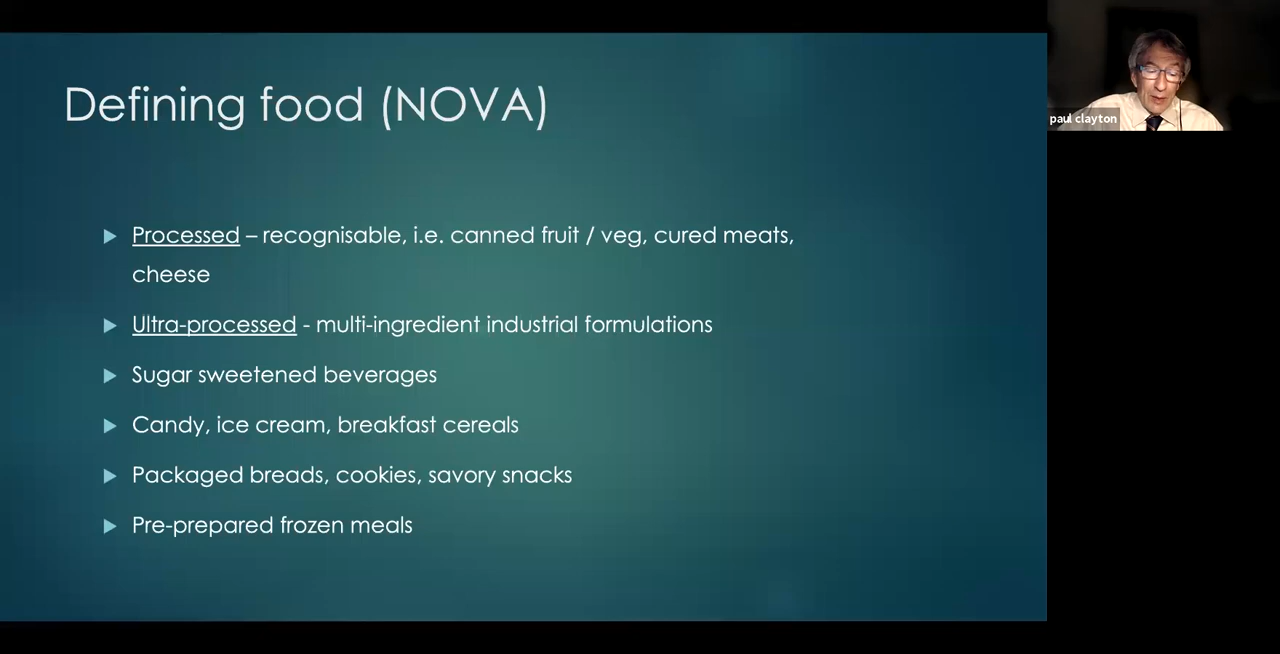 Defining food (NOVA)
paul clayton
Processed – recognisable, i.e. canned fruit / veg, cured meats,
cheese
Ultra-processed - multi-ingredient industrial formulations
Sugar sweetened beverages
Candy, ice cream, breakfast cereals
Packaged breads, cookies, savory snacks
Pre-prepared frozen meals